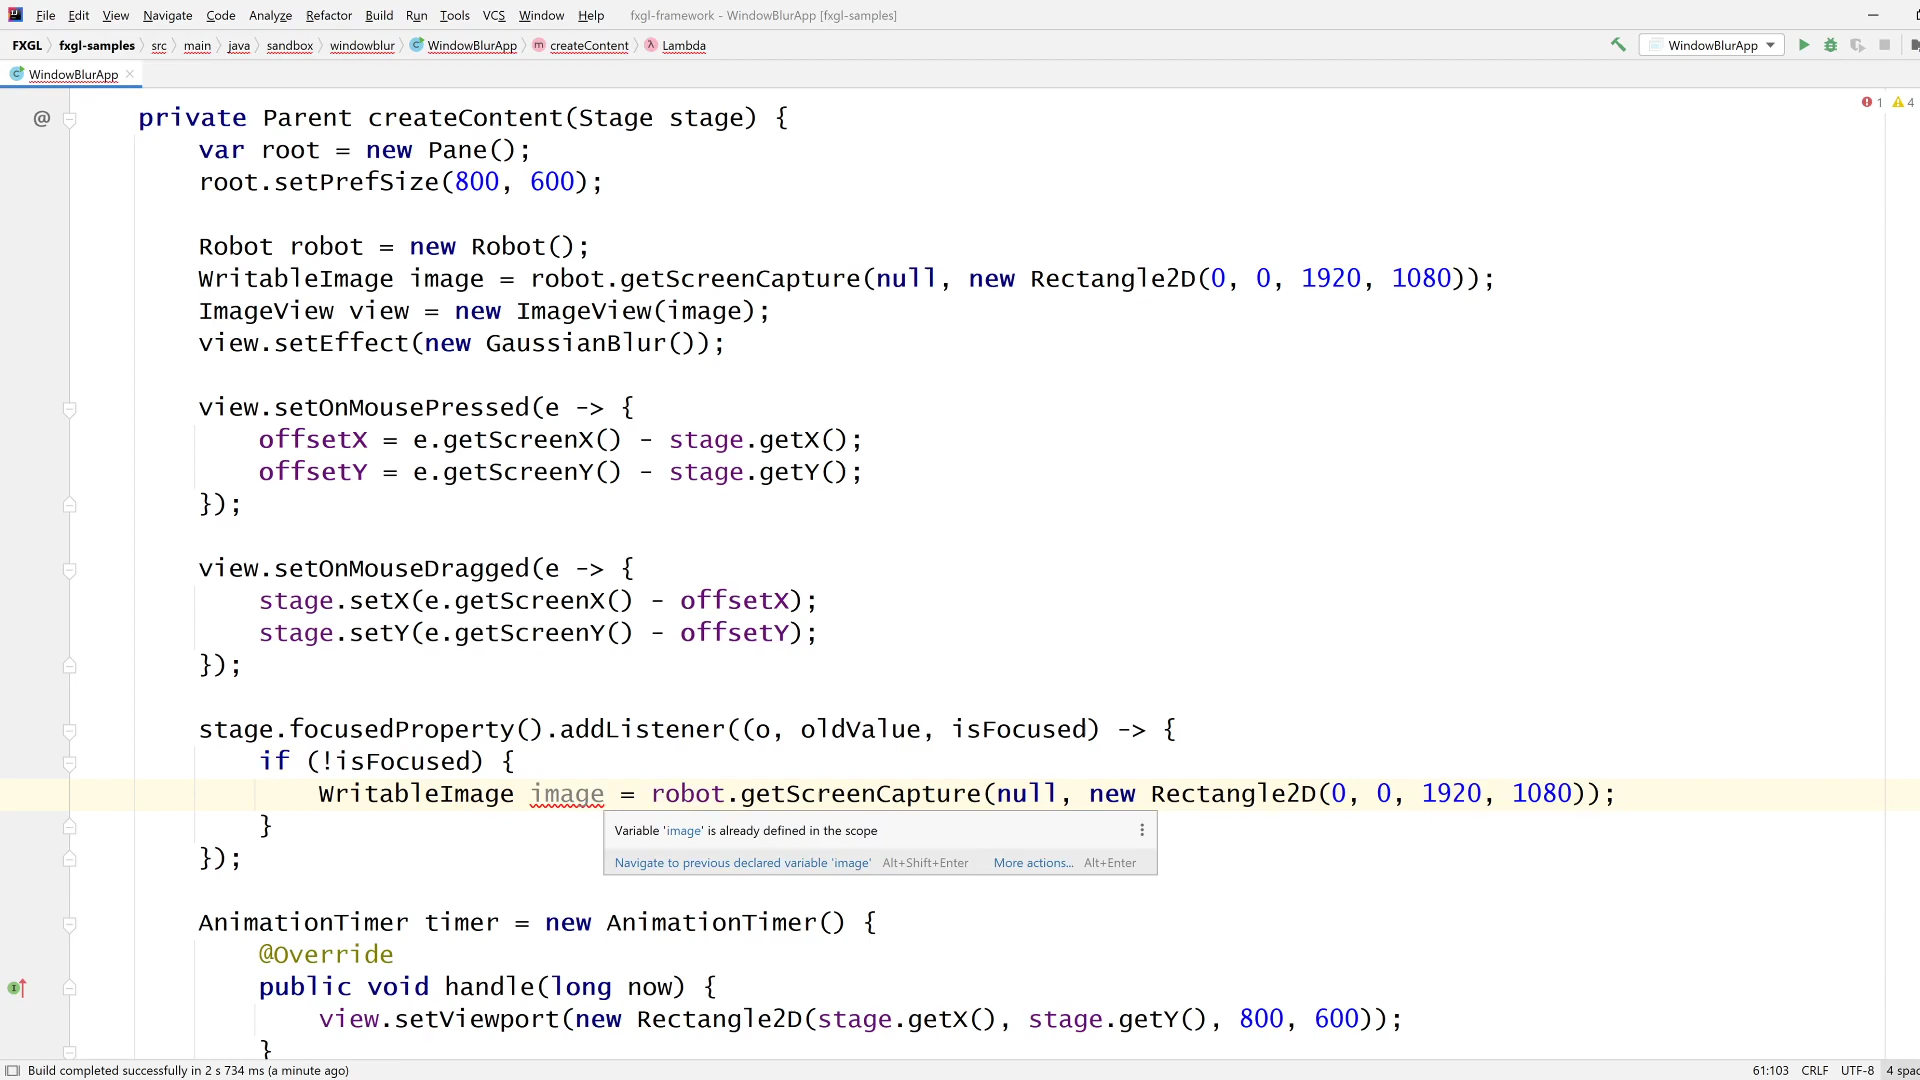 File Edit View Navigate Code Analyze Refactor Build Run Tools VCS Window Help fxgl-framework - WindowBlurApp [fxgl-samples]
FXGL fxgl-samples src main java sandbox windowblur WindowBlurApp createContent Lambda WindowBlurApp
WindowBlurApp
1 4
private Parent createContent(Stage stage) {
var root = new Pane();
root.setPrefSize(800, 600);
Robot robot = new Robot();
WritableImage image = robot.getScreenCapture(null, new Rectangle2D(0, 0, 1920, 1080));
ImageView view = new ImageView(image);
view.setEffect(new GaussianBlur());
view.setOnMousePressed(e -> {
offsetX = e.getScreenX() - stage.getX();
offsetY = e.getScreenY() - stage.getY();
});
view.setOnMouseDragged(e -> {
stage.setX(e.getScreenX() - offsetX);
stage.setY(e.getScreenY() - offsetY);
});
stage.focusedProperty().addListener((o, oldValue, isFocused) -> {
if (!isFocused) {
WritableImage image = robot.getScreenCapture(null, new Rectangle2D(0, 0, 1920, 1080));
}
Variable 'image' is already defined in the scope
Navigate to previous declared variable 'image' Alt+Shift+Enter More actions... Alt+Enter
});
AnimationTimer timer = new AnimationTimer() {
@Override
public void handle(long now) {
view.setViewport(new Rectangle2D(stage.getX(), stage.getY(), 800, 600));
}
Build completed successfully in 2 s 734 ms (a minute ago) 61:103 CRLF UTF-8 4 spac